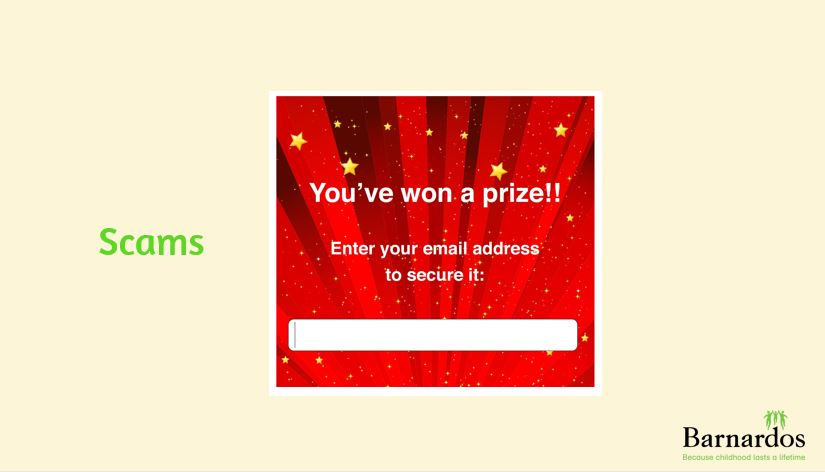 You've won a prize!!
Enter your email address
to secure it:
Scams
Barnardos
Because childhood lasts a lifetime